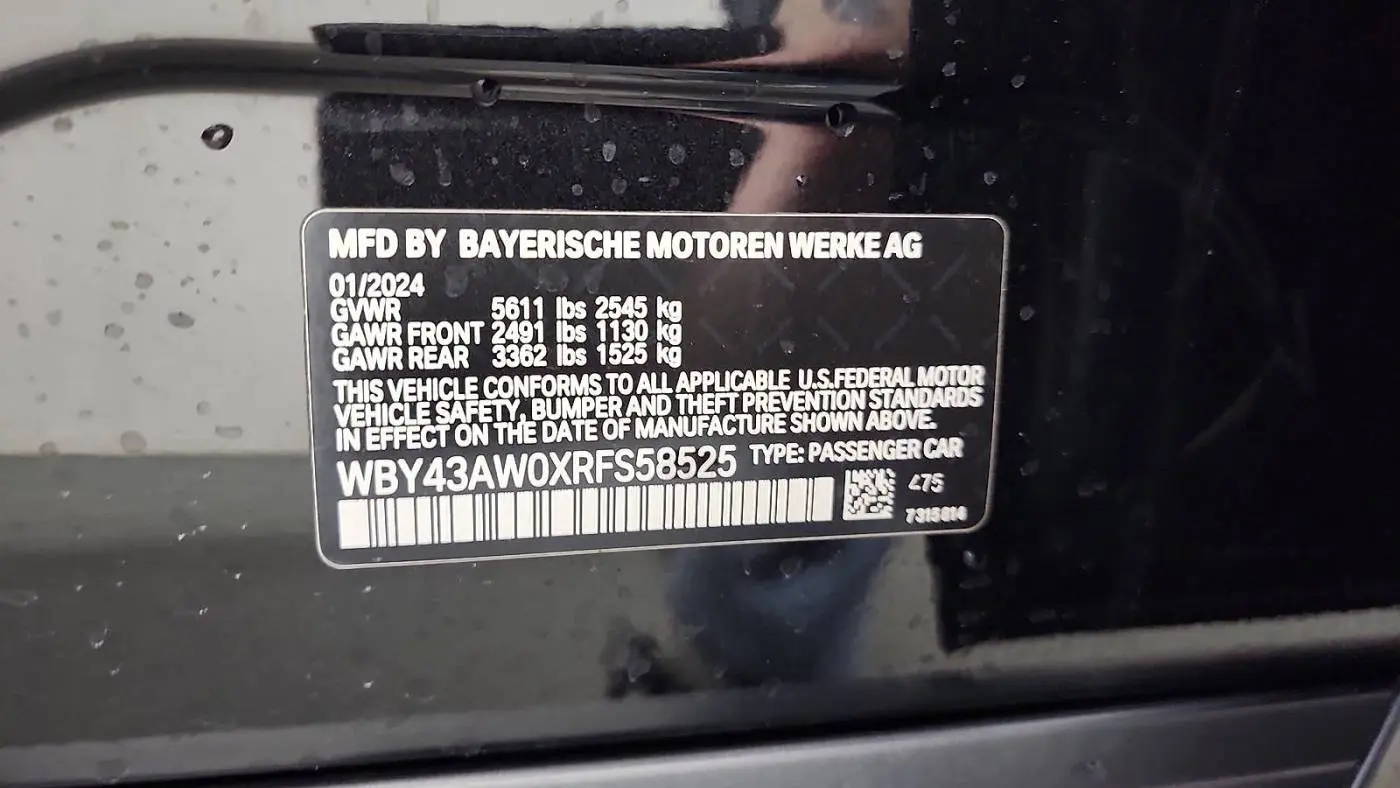 MFD BY BAYERISCHE MOTOREN WERKE AG
01/2024
GVWR 5611 lbs 2545 kg
GAWR FRONT 2491 lbs 1130 kg
GAWR REAR 3362 lbs 1525 kg
THIS VEHICLE CONFORMS TO ALL APPLICABLE U.S.FEDERAL MOTOR
VEHICLE SAFETY, BUMPER AND THEFT PREVENTION STANDARDS
IN EFFECT ON THE DATE OF MANUFACTURE SHOWN ABOVE.
WBY43AW0XRFS58525 TYPE: PASSENGER CAR
475
7315814